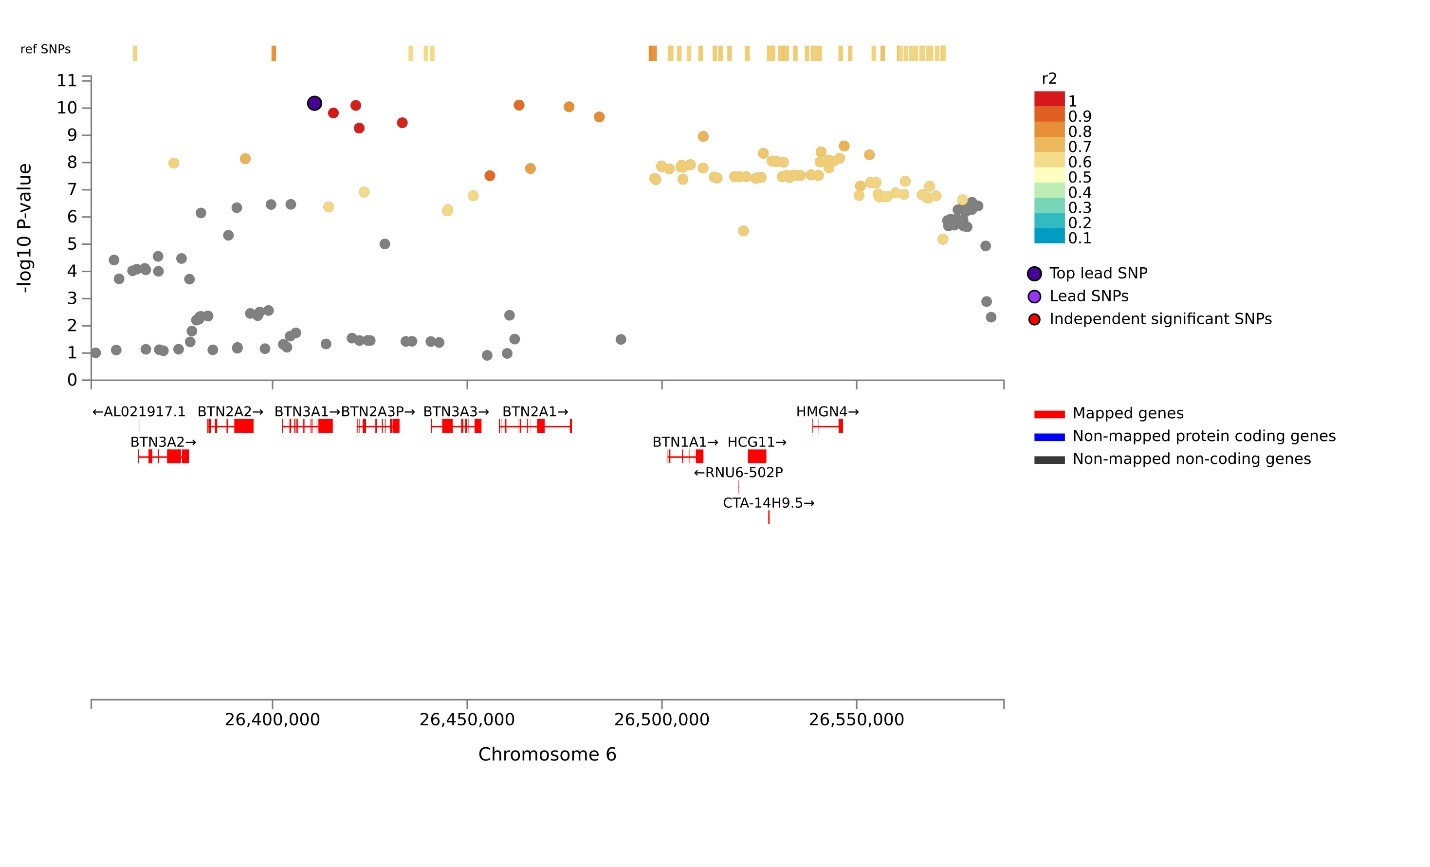 ref SNPs
r2
11
10
9
8
7
6
5
4
3
2
1
0
-log10 P-value
1
0.9
0.8
0.7
0.6
0.5
0.4
0.3
0.2
0.1
Top lead SNP
Lead SNPs
Independent significant SNPs
←AL021917.1 BTN2A2→ BTN3A1→ BTN2A3P→ BTN3A3→ BTN2A1→ HMGN4→
BTN3A2→ BTN1A1→ HCG11→
←RNU6-502P
CTA-14H9.5→
Mapped genes
Non-mapped protein coding genes
Non-mapped non-coding genes
26,400,000 26,450,000 26,500,000 26,550,000
Chromosome 6